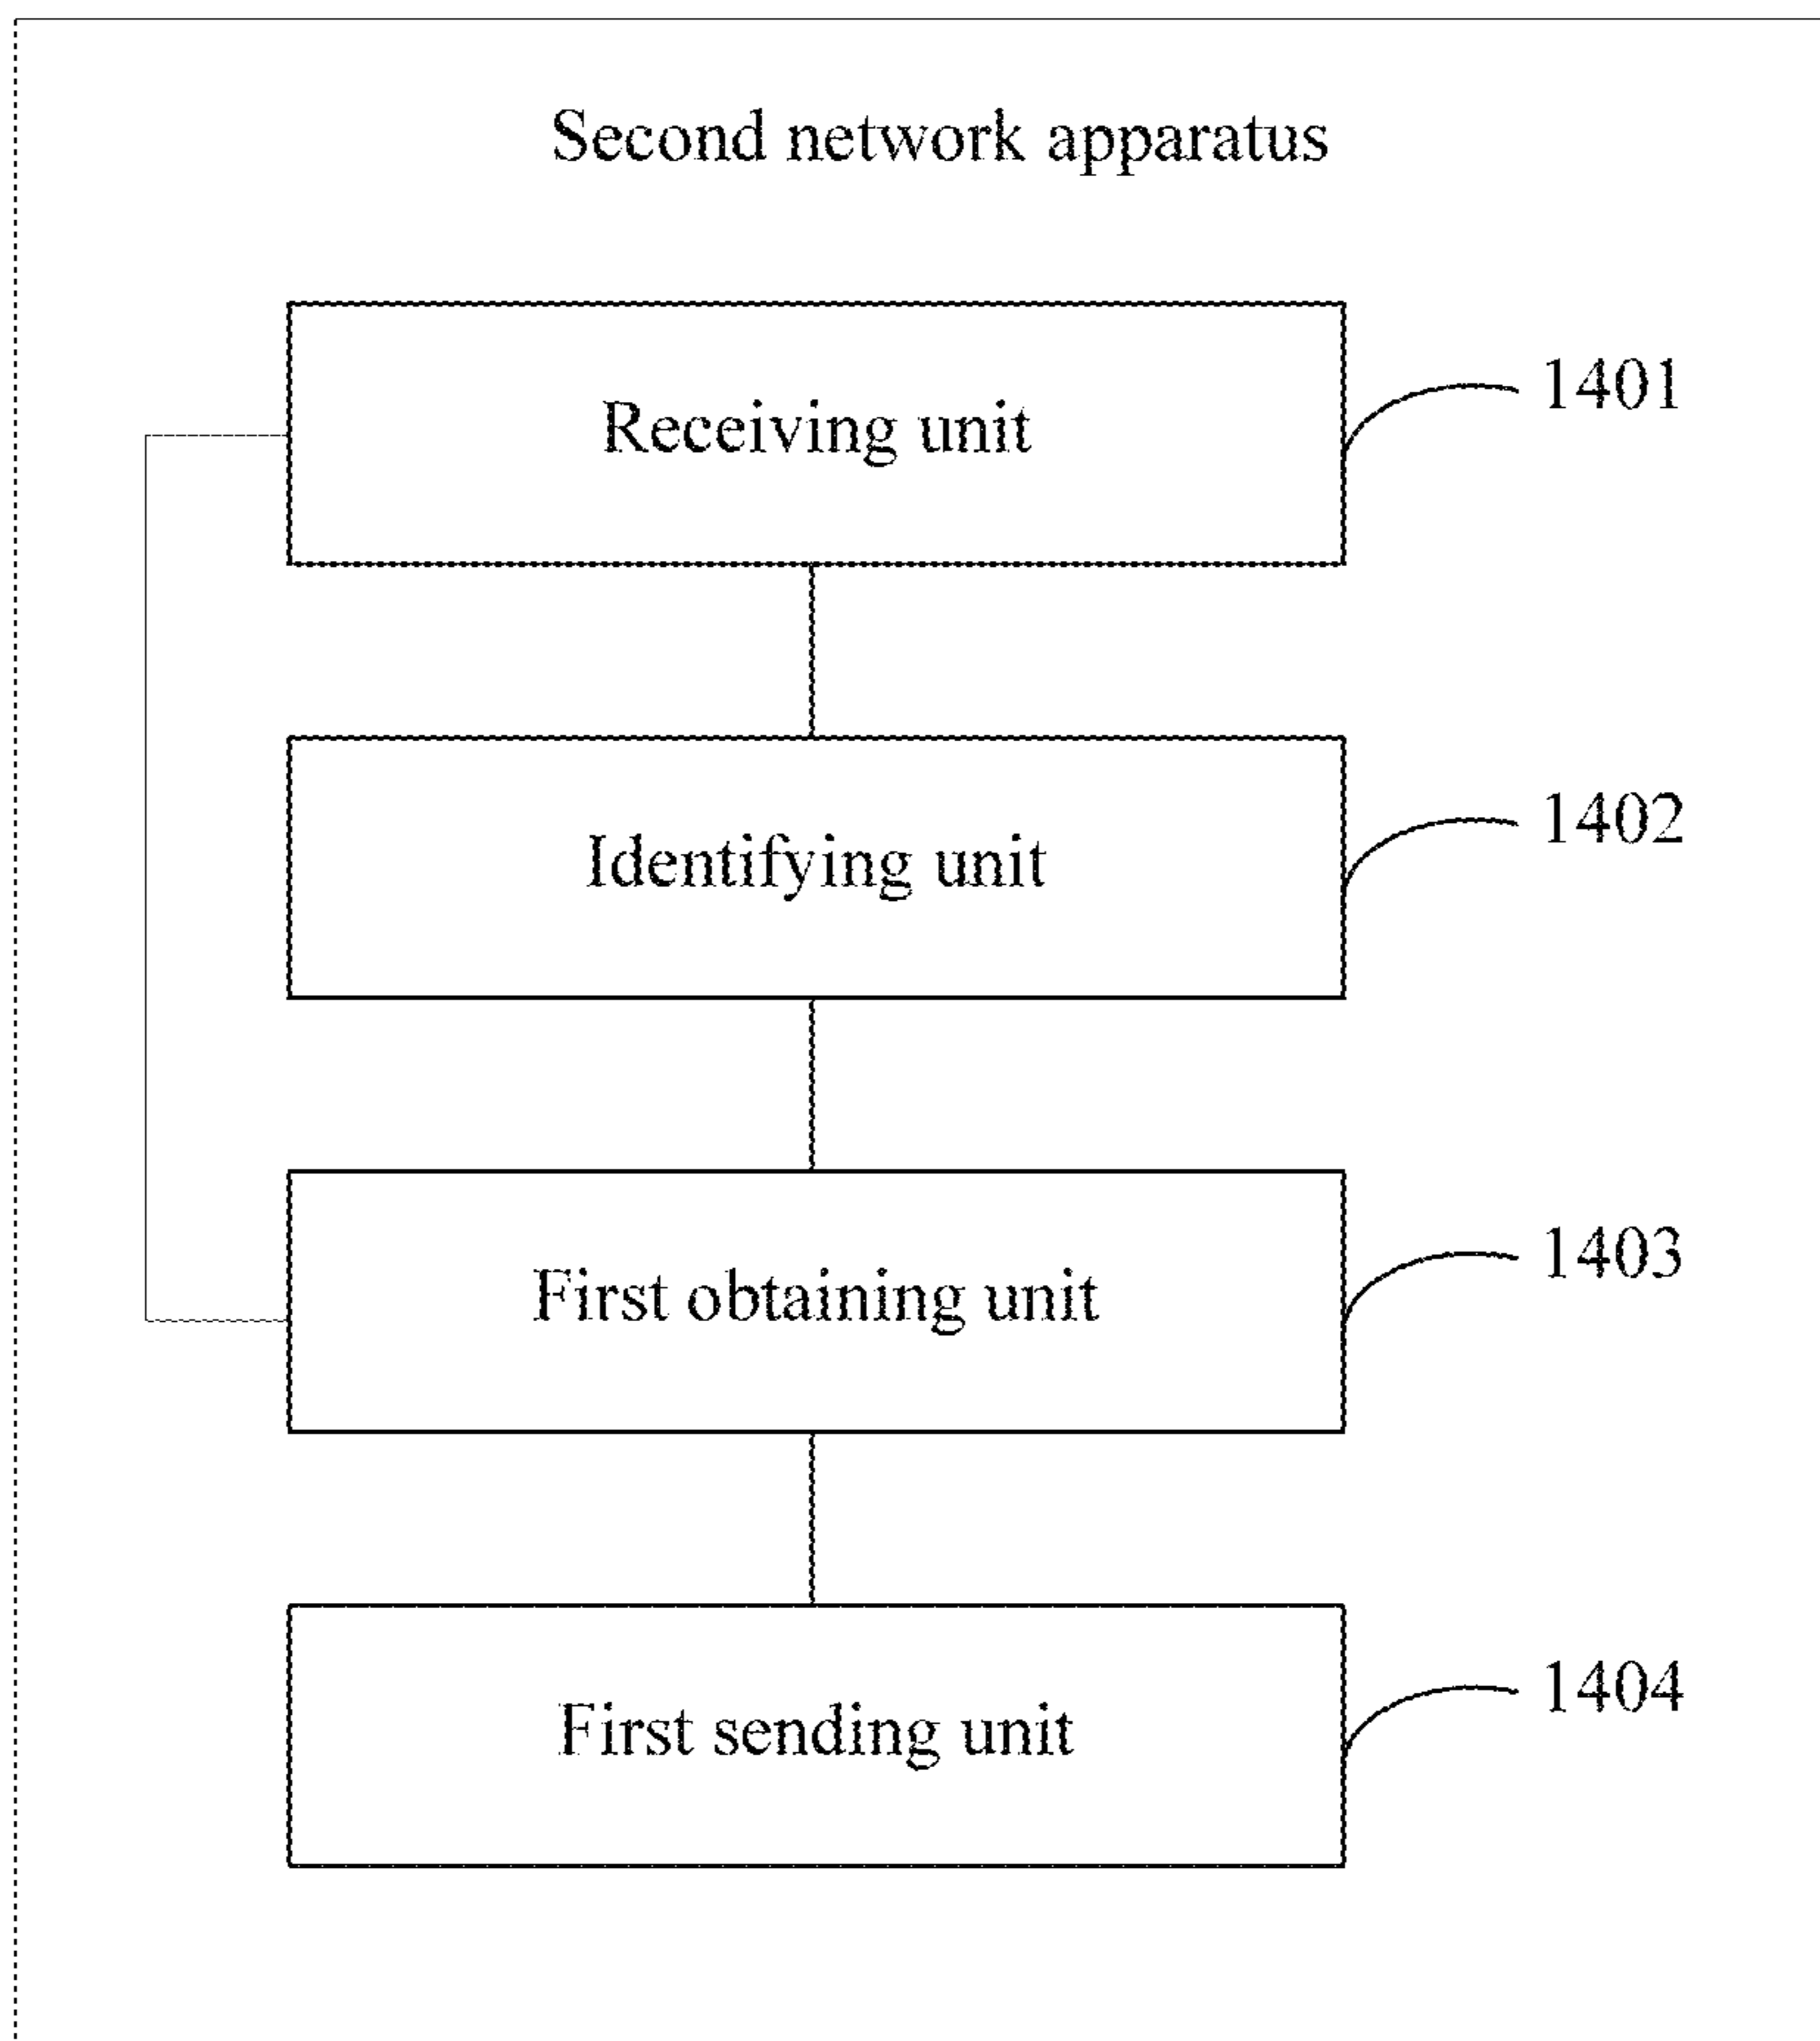 Second network apparatus
Receiving unit
1401
Identifying unit
1402
First obtaining unit
1403
First sending unit
1404